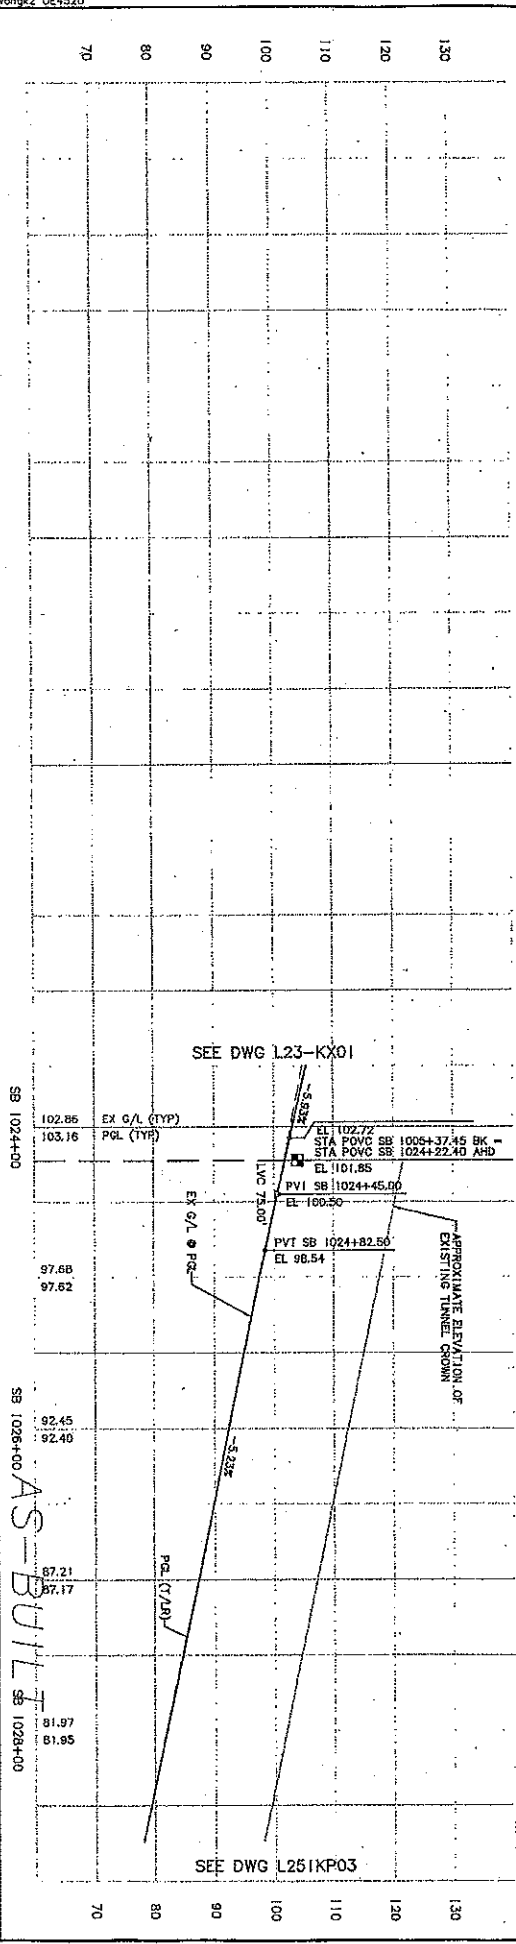 70
80
90
100
110
120
130
SEE DWG L23-KX01
-5.83%
EL 102.72
STA POVC SB 1005+37.45 BK =
STA POVC SB 1024+22.40 AHD
EL 101.85
PVI SB 1024+45.00
EL 100.50
PVT SB 1024+82.50
EL 98.54
LVC 75.00'
EX G/L @ PGL
APPROXIMATE ELEVATION OF
EXISTING TUNNEL CROWN
-5.23%
PGL (T/LR)
102.86 EX G/L (TYP)
103.16 PGL (TYP)
97.68
97.62
92.45
92.40
87.21
87.17
81.97
81.95
SB 1024+00
SB 1026+00
SB 1028+00
AS-BUILT
SEE DWG L251KP03
70
80
90
100
110
120
130